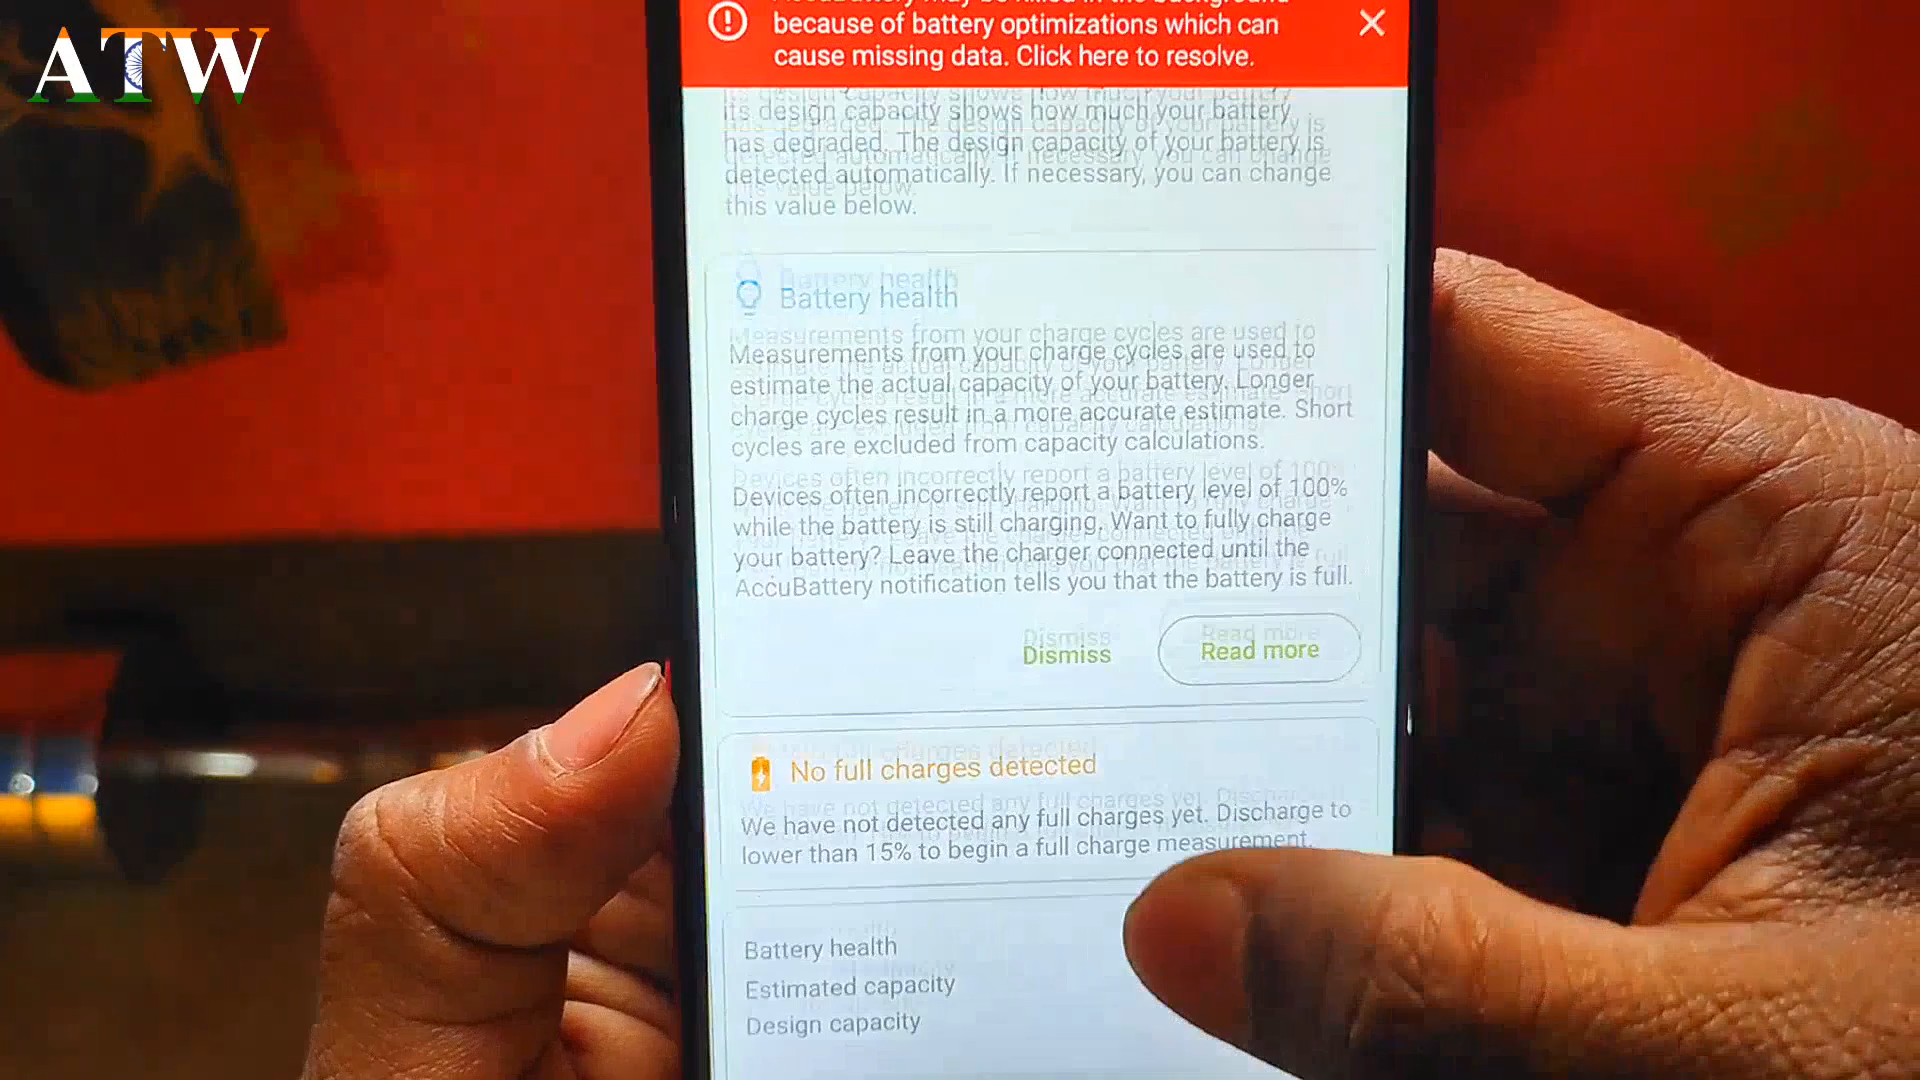 ATW
AccuBattery may be killed in the background
because of battery optimizations which can
cause missing data. Click here to resolve.
its design capacity shows how much your battery
has degraded. The design capacity of your battery is
detected automatically. If necessary, you can change
this value below.
Battery health
Measurements from your charge cycles are used to
estimate the actual capacity of your battery. Longer
charge cycles result in a more accurate estimate. Short
cycles are excluded from capacity calculations.
Devices often incorrectly report a battery level of 100%
while the battery is still charging. Want to fully charge
your battery? Leave the charger connected until the
AccuBattery notification tells you that the battery is full.
Dismiss
Read more
No full charges detected
We have not detected any full charges yet. Discharge to
lower than 15% to begin a full charge measurement.
Battery health
Estimated capacity
Design capacity